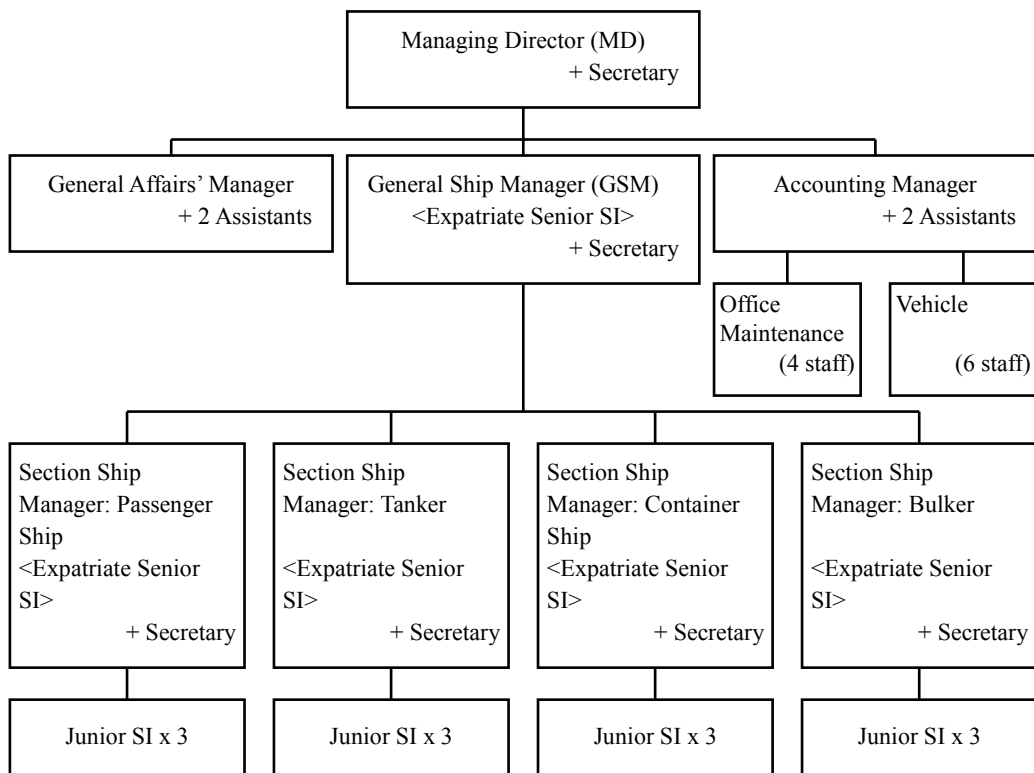 Managing Director (MD)
+ Secretary
General Affairs’ Manager
+ 2 Assistants
General Ship Manager (GSM)
<Expatriate Senior SI>
+ Secretary
Accounting Manager
+ 2 Assistants
Office
Maintenance
(4 staff)
Vehicle
(6 staff)
Section Ship
Manager: Passenger
Ship
<Expatriate Senior
SI>
+ Secretary
Section Ship
Manager: Tanker
<Expatriate Senior
SI>
+ Secretary
Section Ship
Manager: Container
Ship
<Expatriate Senior
SI>
+ Secretary
Section Ship
Manager: Bulker
<Expatriate Senior
SI>
+ Secretary
Junior SI x 3
Junior SI x 3
Junior SI x 3
Junior SI x 3